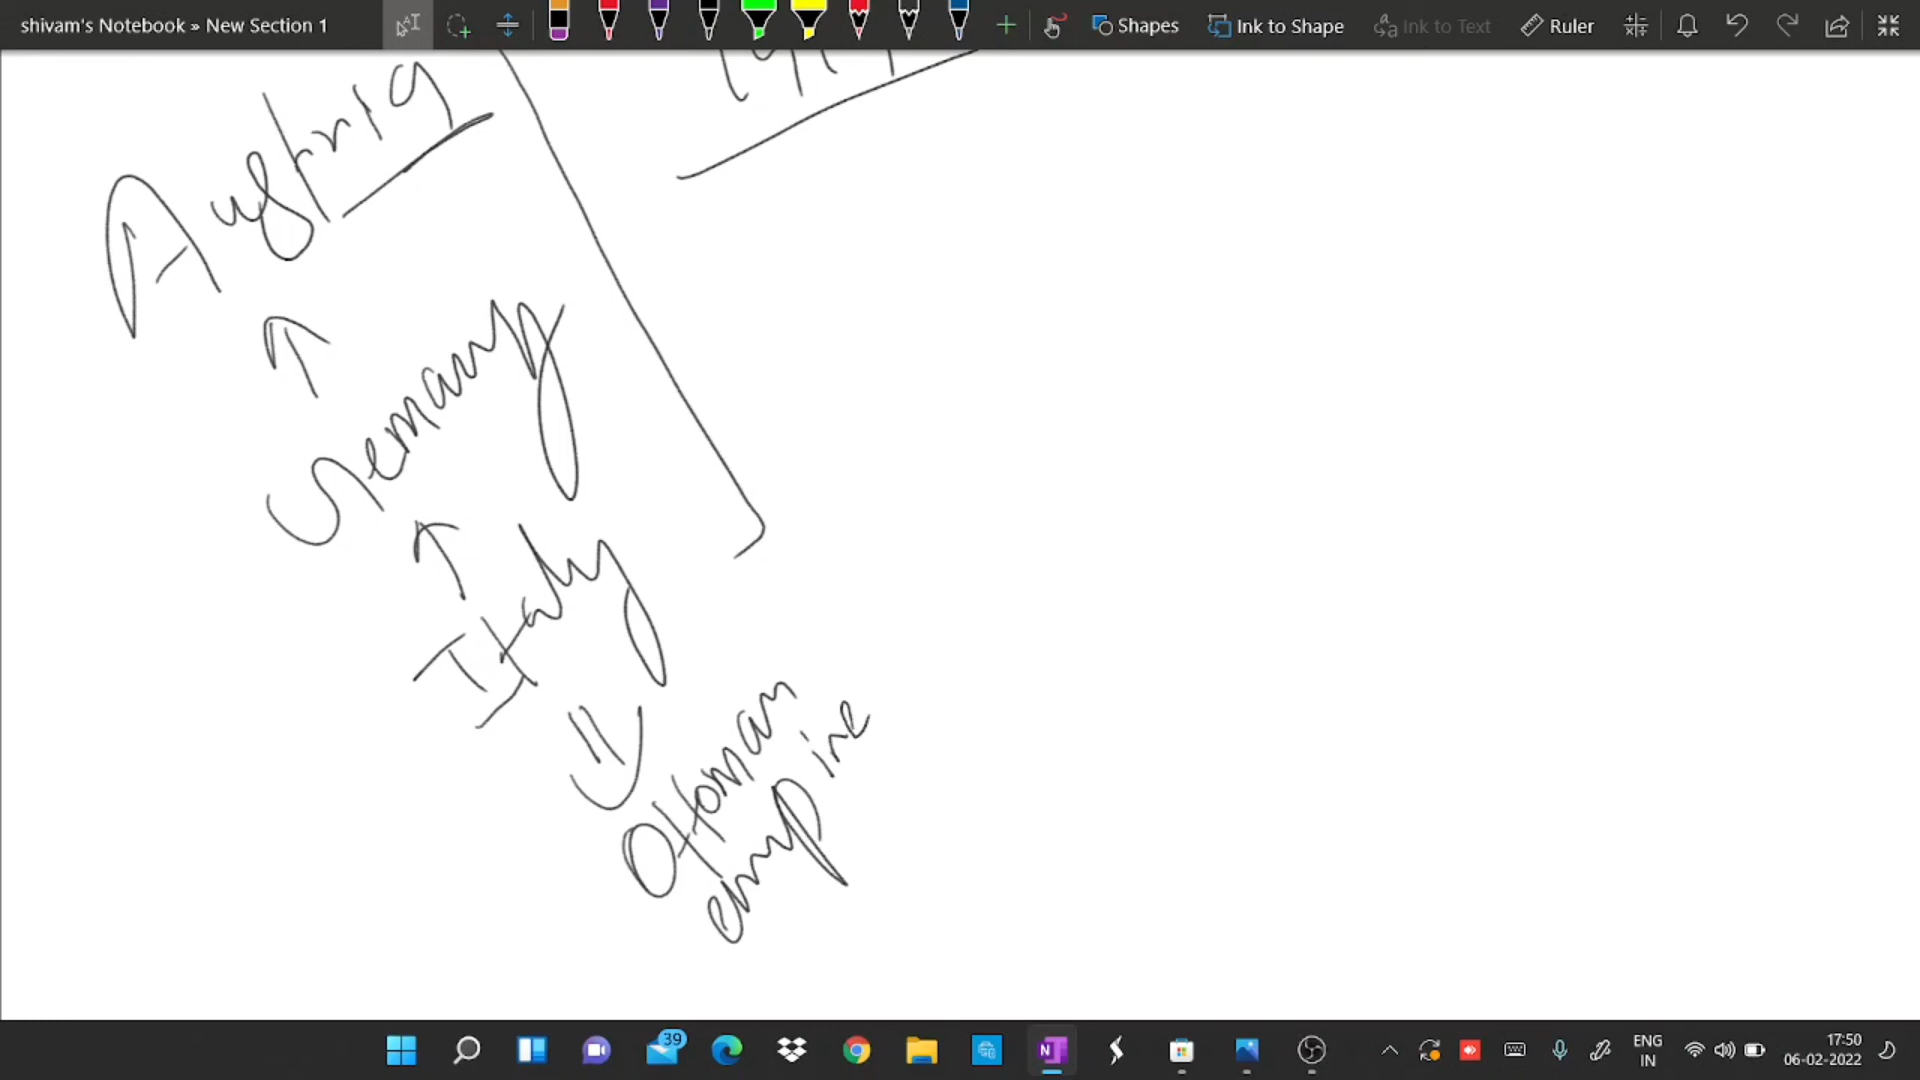 shivam's Notebook » New Section 1
Shapes
Ink to Shape
Ink to Text
Ruler
Austria
Germany
Italy
Ottoman
empire
39
ENG
IN
17:50
06-02-2022